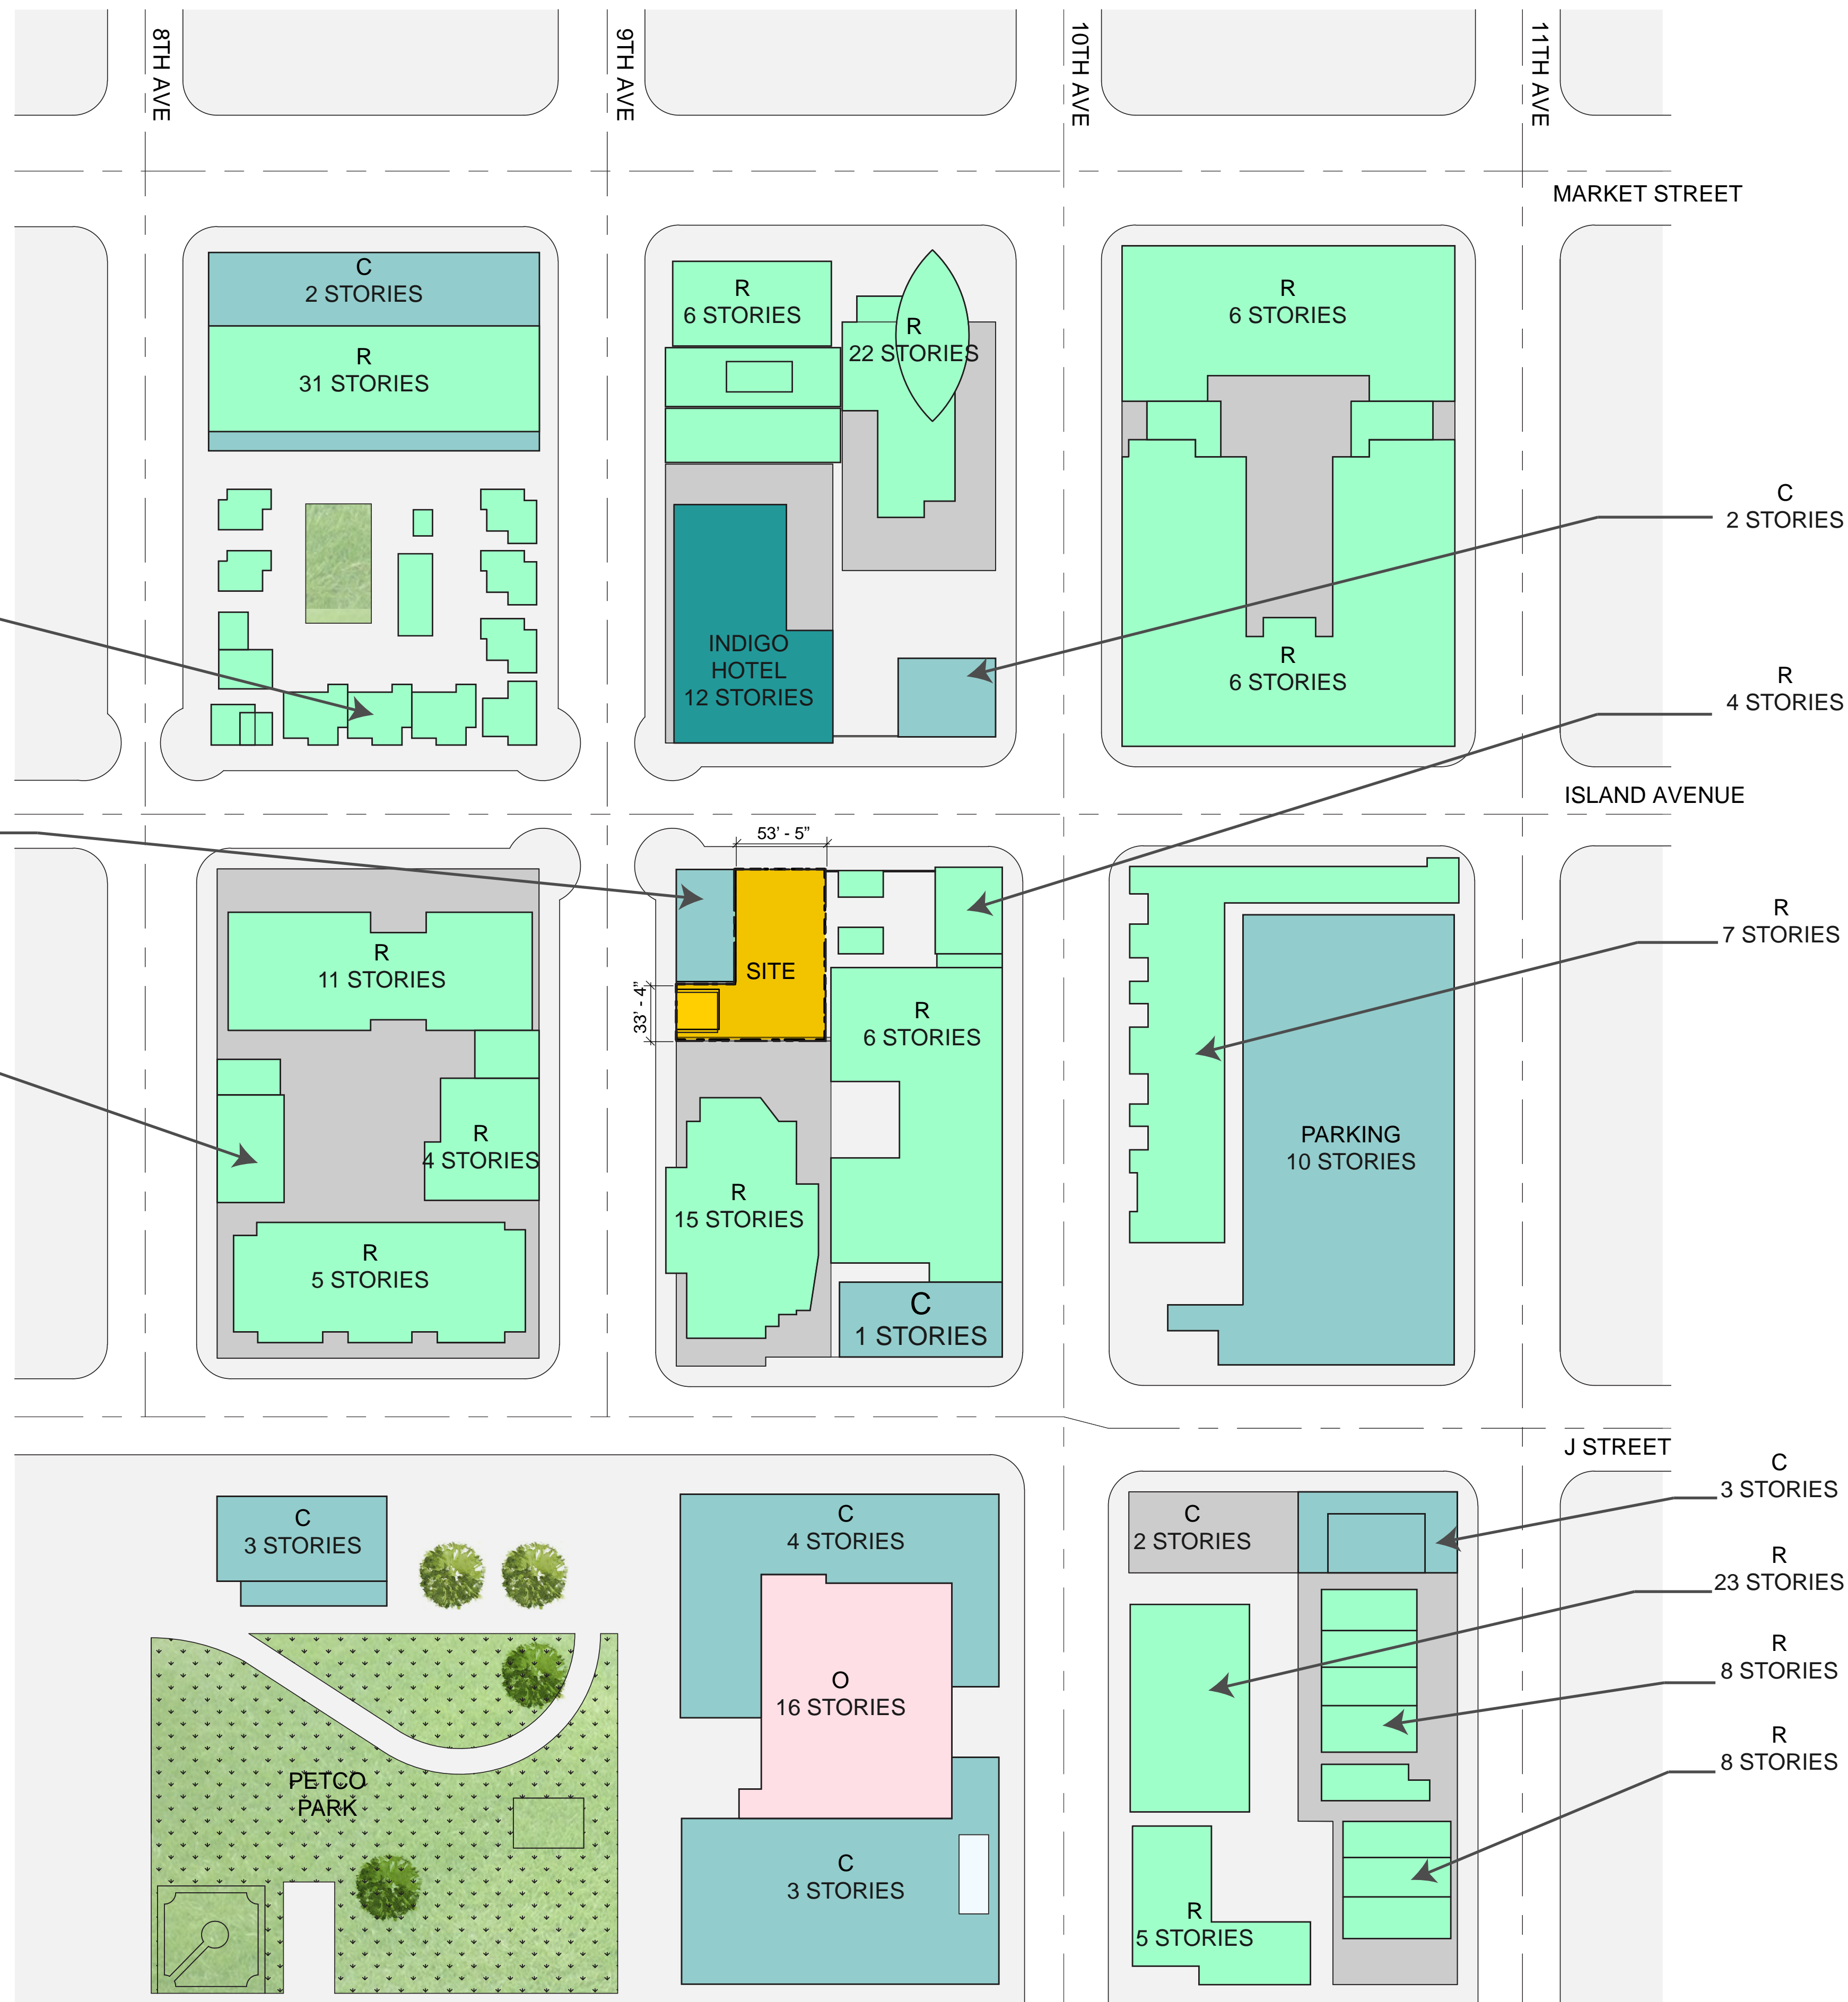 8TH AVE
9TH AVE
10TH AVE
11TH AVE
MARKET STREET
C
2 STORIES
R
31 STORIES
R
6 STORIES
R
22 STORIES
R
6 STORIES
C
2 STORIES
INDIGO
HOTEL
12 STORIES
R
6 STORIES
R
4 STORIES
ISLAND AVENUE
53' - 5"
R
7 STORIES
R
11 STORIES
SITE
33' - 4"
R
6 STORIES
R
4 STORIES
PARKING
10 STORIES
R
15 STORIES
R
5 STORIES
C
1 STORIES
J STREET
C
3 STORIES
C
3 STORIES
C
4 STORIES
C
2 STORIES
R
23 STORIES
R
8 STORIES
O
16 STORIES
R
8 STORIES
PETCO
PARK
C
3 STORIES
R
5 STORIES